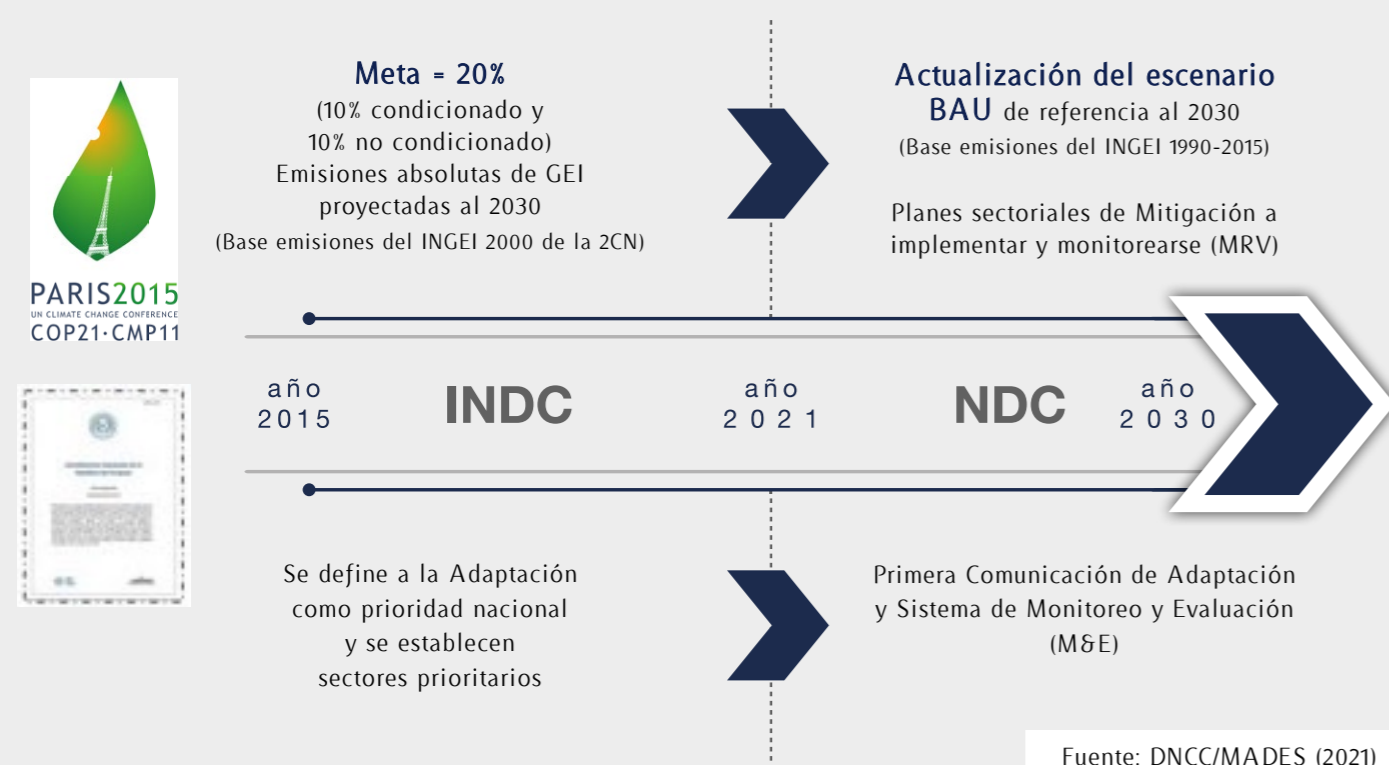 PARIS2015
UN CLIMATE CHANGE CONFERENCE
COP21·CMP11
Meta = 20%
(10% condicionado y
10% no condicionado)
Emisiones absolutas de GEI
proyectadas al 2030
(Base emisiones del INGEI 2000 de la 2CN)
Actualización del escenario
BAU de referencia al 2030
(Base emisiones del INGEI 1990-2015)
Planes sectoriales de Mitigación a
implementar y monitorearse (MRV)
año
2015
INDC
año
2021
NDC
año
2030
Se define a la Adaptación
como prioridad nacional
y se establecen
sectores prioritarios
Primera Comunicación de Adaptación
y Sistema de Monitoreo y Evaluación
(M&E)
Fuente: DNCC/MADES (2021)